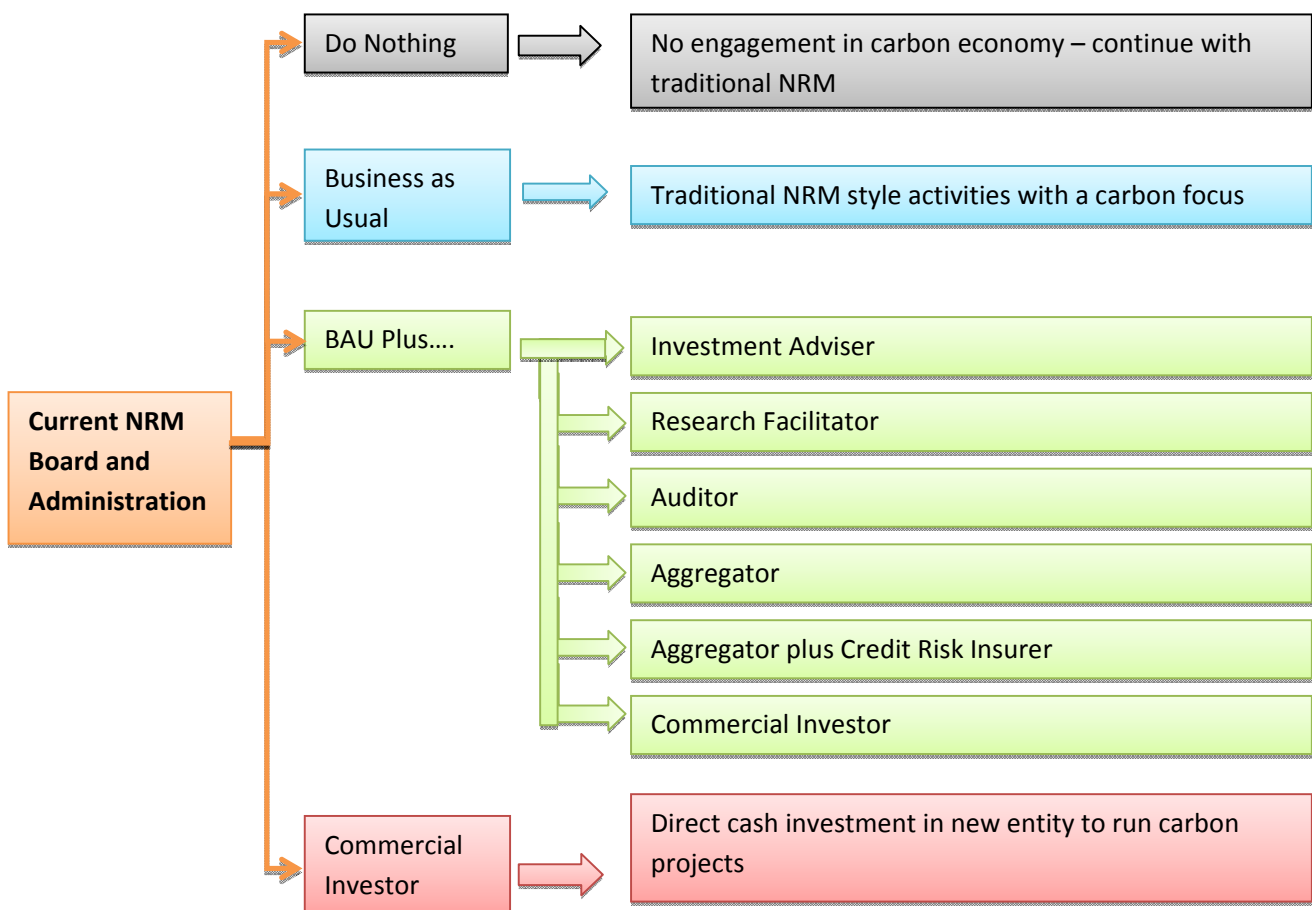 Do Nothing
No engagement in carbon economy – continue with
traditional NRM
Business as
Usual
Traditional NRM style activities with a carbon focus
BAU Plus....
Investment Adviser
Research Facilitator
Auditor
Aggregator
Aggregator plus Credit Risk Insurer
Commercial Investor
Current NRM
Board and
Administration
Commercial
Investor
Direct cash investment in new entity to run carbon
projects